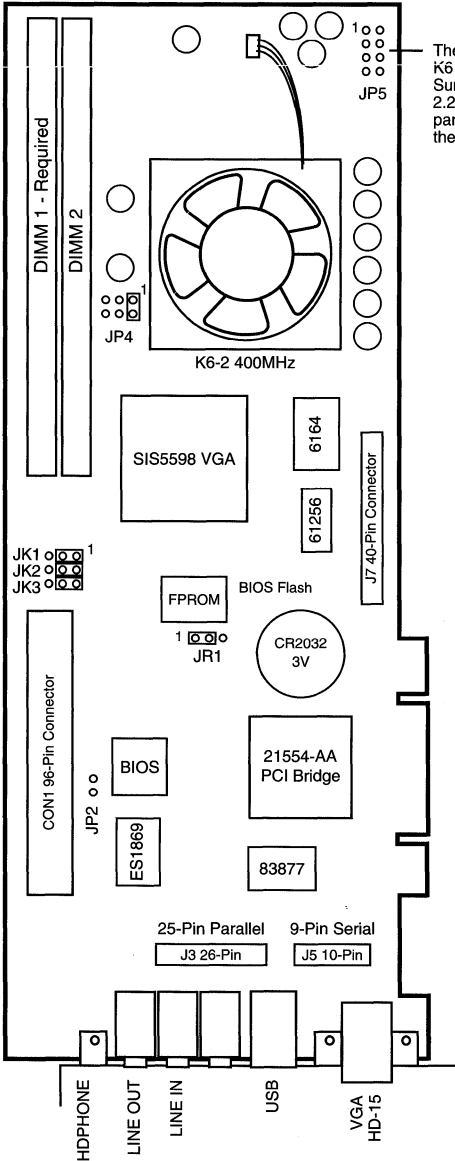 1
JP5
The
K6
Sur
2.2
par
the
DIMM 1 - Required
DIMM 2
1
JP4
K6-2 400MHz
SIS5598 VGA
6164
61256
J7 40-Pin Connector
JK1
1
JK2
JK3
FPROM
BIOS Flash
1
JR1
CR2032
3V
CON1 96-Pin Connector
21554-AA
PCI Bridge
BIOS
JP2
ES1869
83877
25-Pin Parallel
9-Pin Serial
J3 26-Pin
J5 10-Pin
HDPHONE
LINE OUT
LINE IN
USB
VGA
HD-15